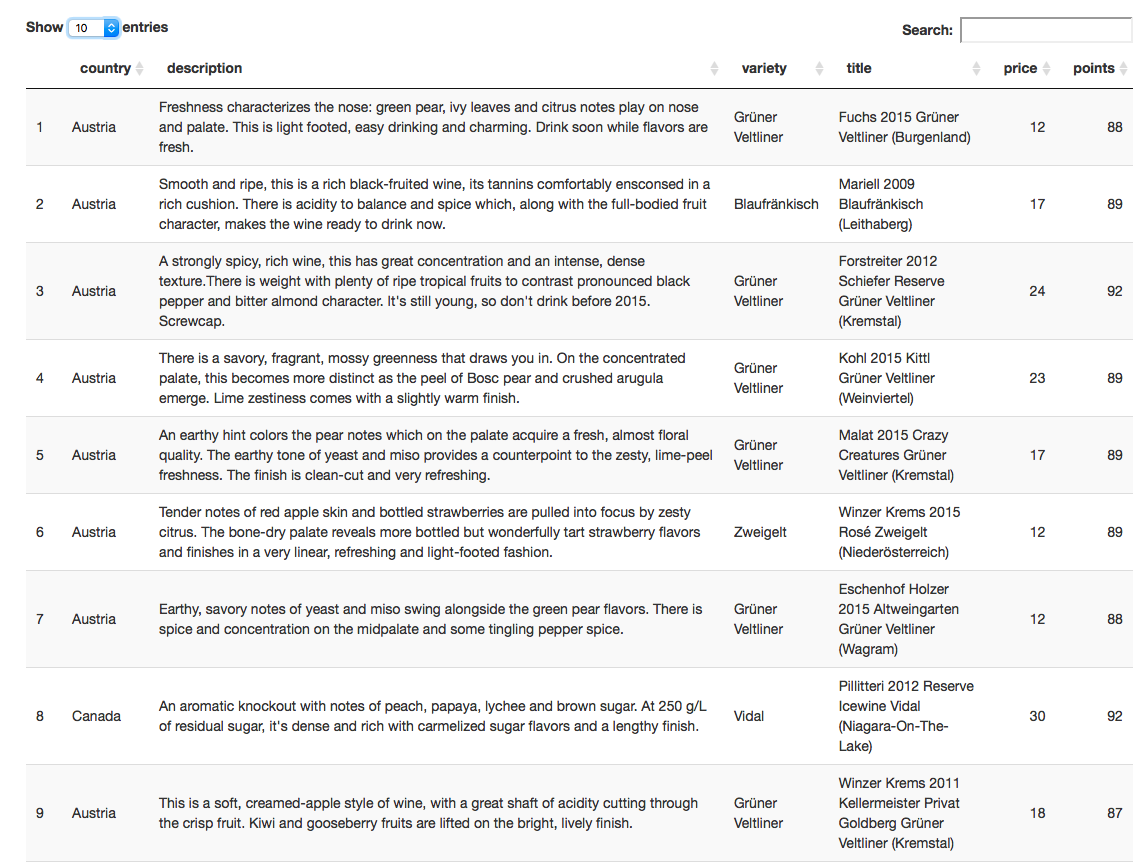 Show 10 entries
Search:
country description variety title price points
1 Austria Freshness characterizes the nose: green pear, ivy leaves and citrus notes play on nose
and palate. This is light footed, easy drinking and charming. Drink soon while flavors are
fresh.
Grüner
Veltliner
Fuchs 2015 Grüner
Veltliner (Burgenland)
12 88
2 Austria Smooth and ripe, this is a rich black-fruited wine, its tannins comfortably ensconsed in a
rich cushion. There is acidity to balance and spice which, along with the full-bodied fruit
character, makes the wine ready to drink now.
Blaufränkisch
Mariell 2009
Blaufränkisch
(Leithaberg)
17 89
3 Austria A strongly spicy, rich wine, this has great concentration and an intense, dense
texture.There is weight with plenty of ripe tropical fruits to contrast pronounced black
pepper and bitter almond character. It's still young, so don't drink before 2015.
Screwcap.
Grüner
Veltliner
Forstreiter 2012
Schiefer Reserve
Grüner Veltliner
(Kremstal)
24 92
4 Austria There is a savory, fragrant, mossy greenness that draws you in. On the concentrated
palate, this becomes more distinct as the peel of Bosc pear and crushed arugula
emerge. Lime zestiness comes with a slightly warm finish.
Grüner
Veltliner
Kohl 2015 Kittl
Grüner Veltliner
(Weinviertel)
23 89
5 Austria An earthy hint colors the pear notes which on the palate acquire a fresh, almost floral
quality. The earthy tone of yeast and miso provides a counterpoint to the zesty, lime-peel
freshness. The finish is clean-cut and very refreshing.
Grüner
Veltliner
Malat 2015 Crazy
Creatures Grüner
Veltliner (Kremstal)
17 89
6 Austria Tender notes of red apple skin and bottled strawberries are pulled into focus by zesty
citrus. The bone-dry palate reveals more bottled but wonderfully tart strawberry flavors
and finishes in a very linear, refreshing and light-footed fashion.
Zweigelt
Winzer Krems 2015
Rosé Zweigelt
(Niederösterreich)
12 89
7 Austria Earthy, savory notes of yeast and miso swing alongside the green pear flavors. There is
spice and concentration on the midpalate and some tingling pepper spice.
Grüner
Veltliner
Eschenhof Holzer
2015 Altweingarten
Grüner Veltliner
(Wagram)
12 88
8 Canada An aromatic knockout with notes of peach, papaya, lychee and brown sugar. At 250 g/L
of residual sugar, it's dense and rich with carmelized sugar flavors and a lengthy finish.
Vidal
Pillitteri 2012 Reserve
Icewine Vidal
(Niagara-On-The-
Lake)
30 92
9 Austria This is a soft, creamed-apple style of wine, with a great shaft of acidity cutting through
the crisp fruit. Kiwi and gooseberry fruits are lifted on the bright, lively finish.
Grüner
Veltliner
Winzer Krems 2011
Kellermeister Privat
Goldberg Grüner
Veltliner (Kremstal)
18 87